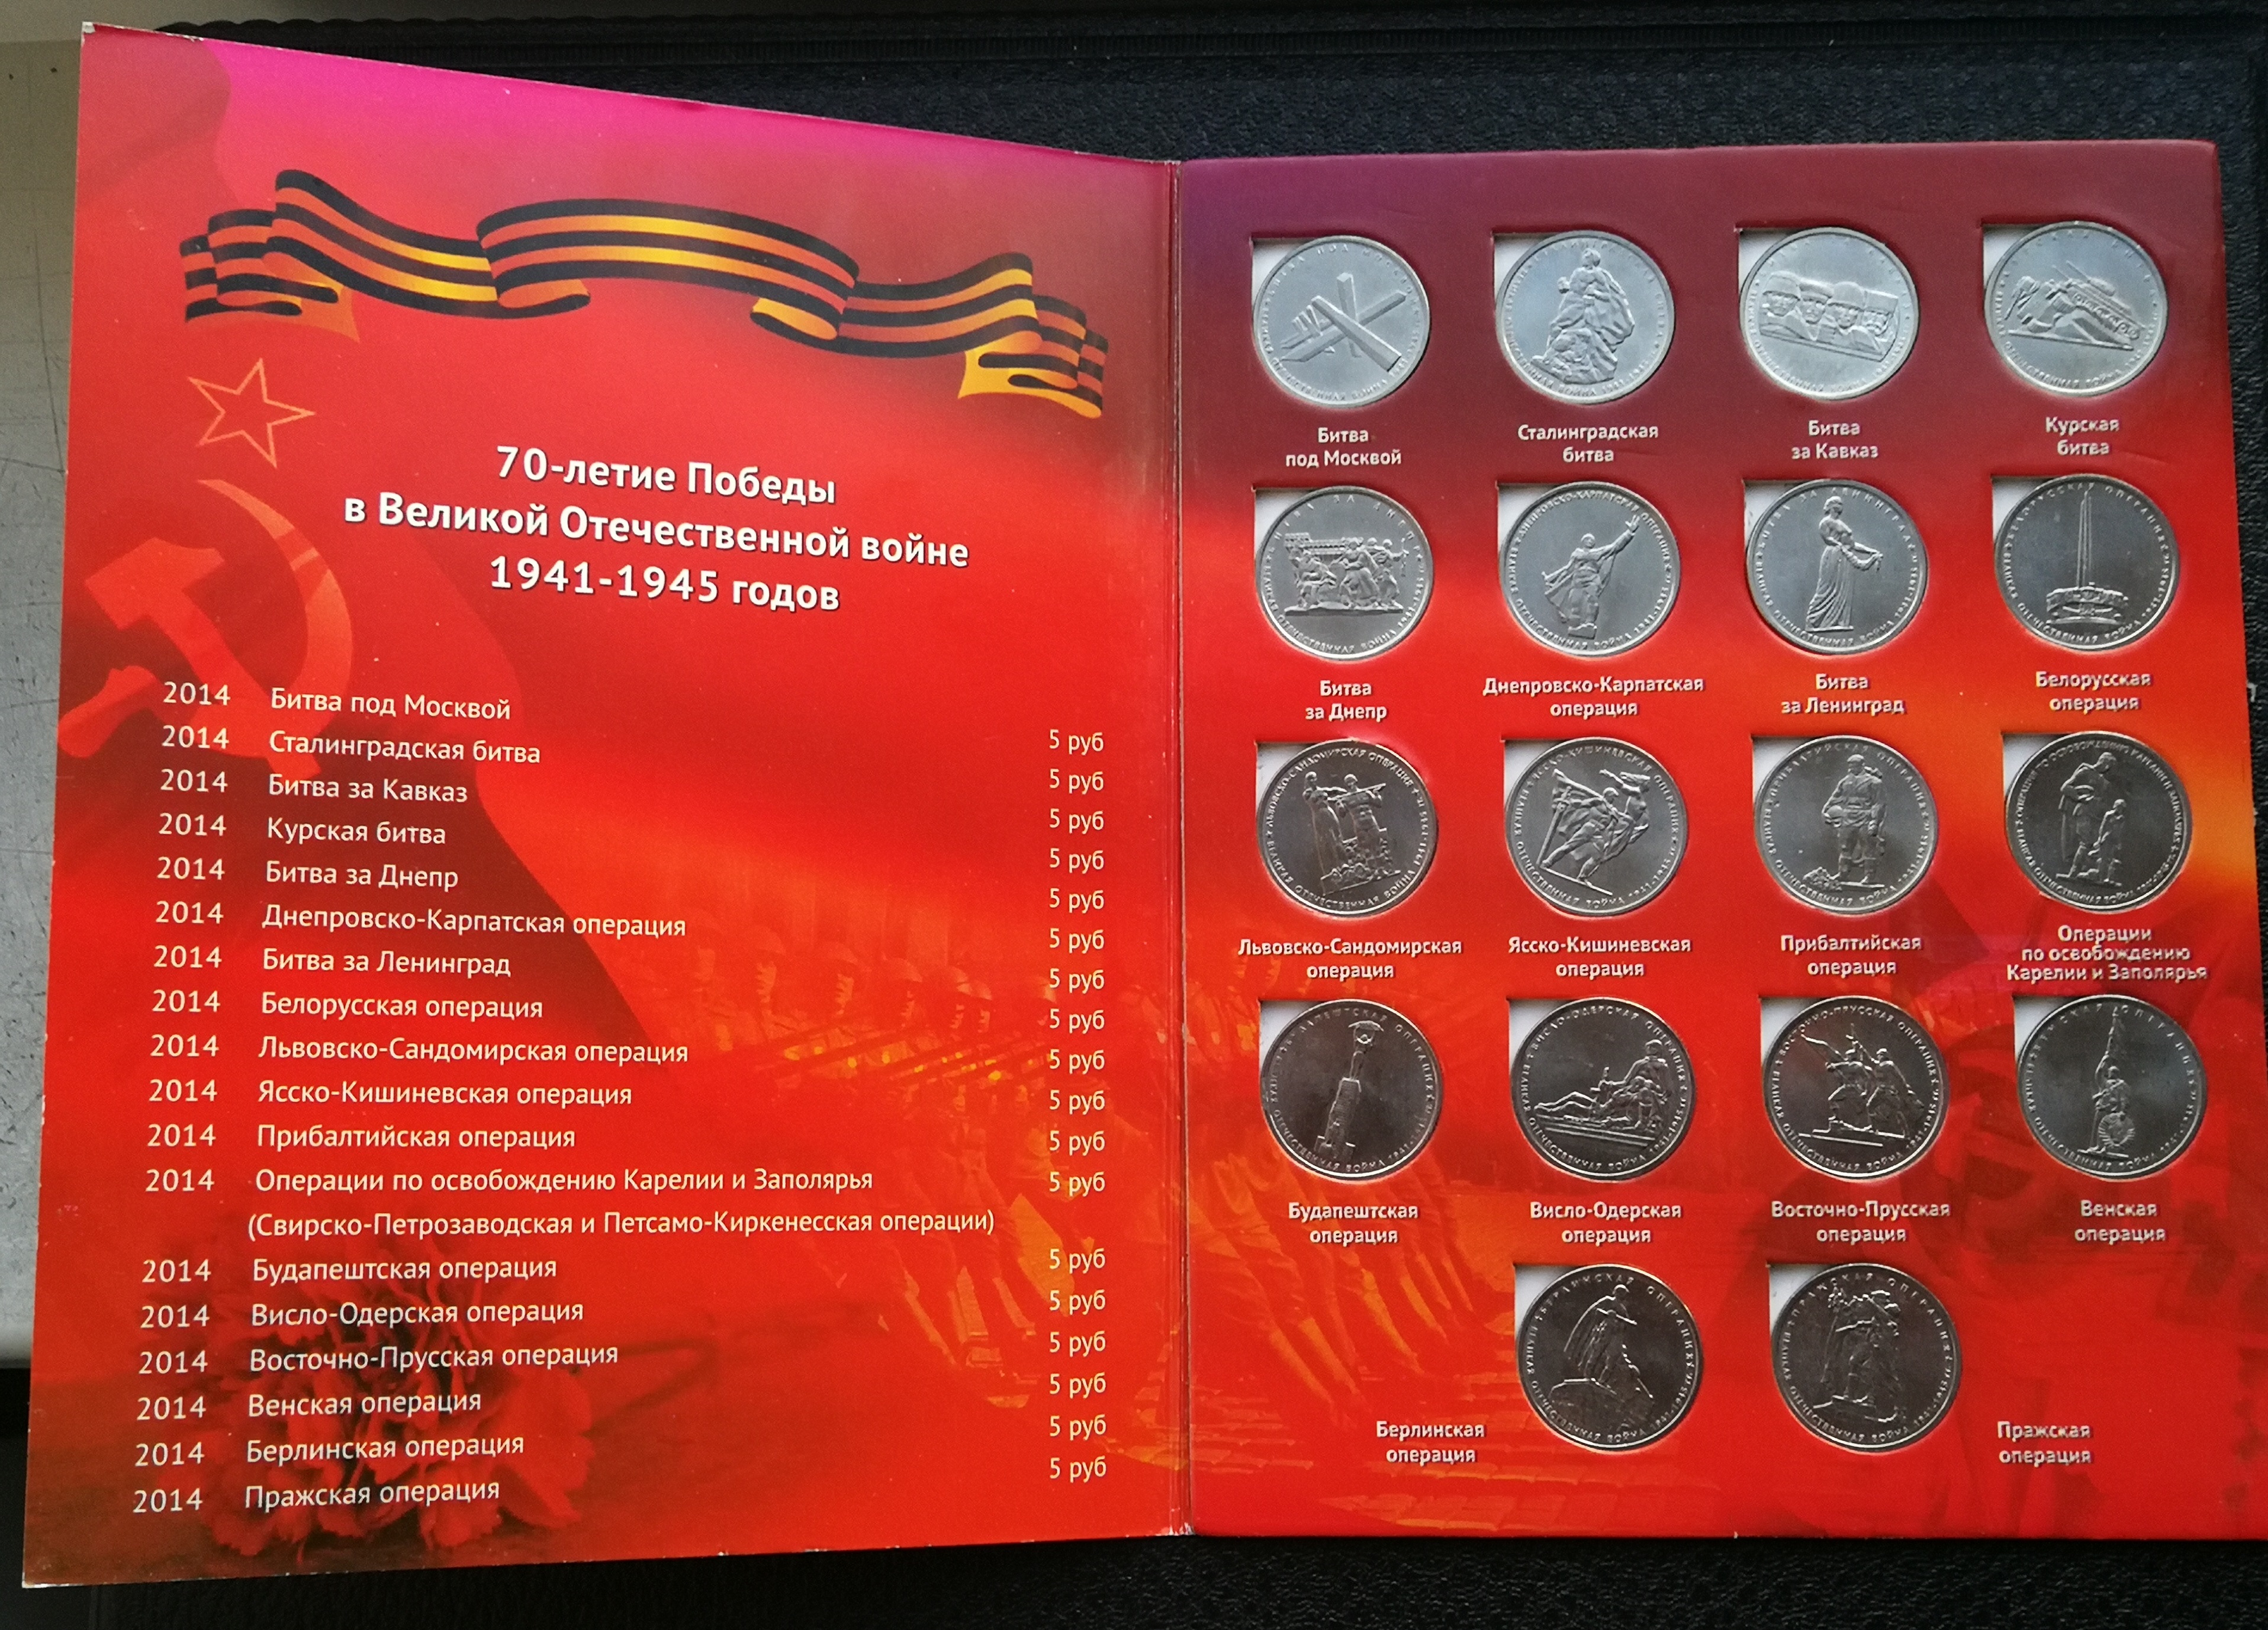 70-летие Победы
в Великой Отечественной войне
1941-1945 годов
2014 Битва под Москвой 5 руб
2014 Сталинградская битва 5 руб
2014 Битва за Кавказ 5 руб
2014 Курская битва 5 руб
2014 Битва за Днепр 5 руб
2014 Днепровско-Карпатская операция 5 руб
2014 Битва за Ленинград 5 руб
2014 Белорусская операция 5 руб
2014 Львовско-Сандомирская операция 5 руб
2014 Ясско-Кишиневская операция 5 руб
2014 Прибалтийская операция 5 руб
2014 Операции по освобождению Карелии и Заполярья 5 руб
(Свирско-Петрозаводская и Петсамо-Киркенесская операции)
2014 Будапештская операция 5 руб
2014 Висло-Одерская операция 5 руб
2014 Восточно-Прусская операция 5 руб
2014 Венская операция 5 руб
2014 Берлинская операция 5 руб
2014 Пражская операция 5 руб
Битва
под Москвой
Сталинградская
битва
Битва
за Кавказ
Курская
битва
Битва
за Днепр
Днепровско-Карпатская
операция
Битва
за Ленинград
Белорусская
операция
Львовско-Сандомирская
операция
Ясско-Кишиневская
операция
Прибалтийская
операция
Операции
по освобождению
Карелии и Заполярья
Будапештская
операция
Висло-Одерская
операция
Восточно-Прусская
операция
Венская
операция
Берлинская
операция
Пражская
операция